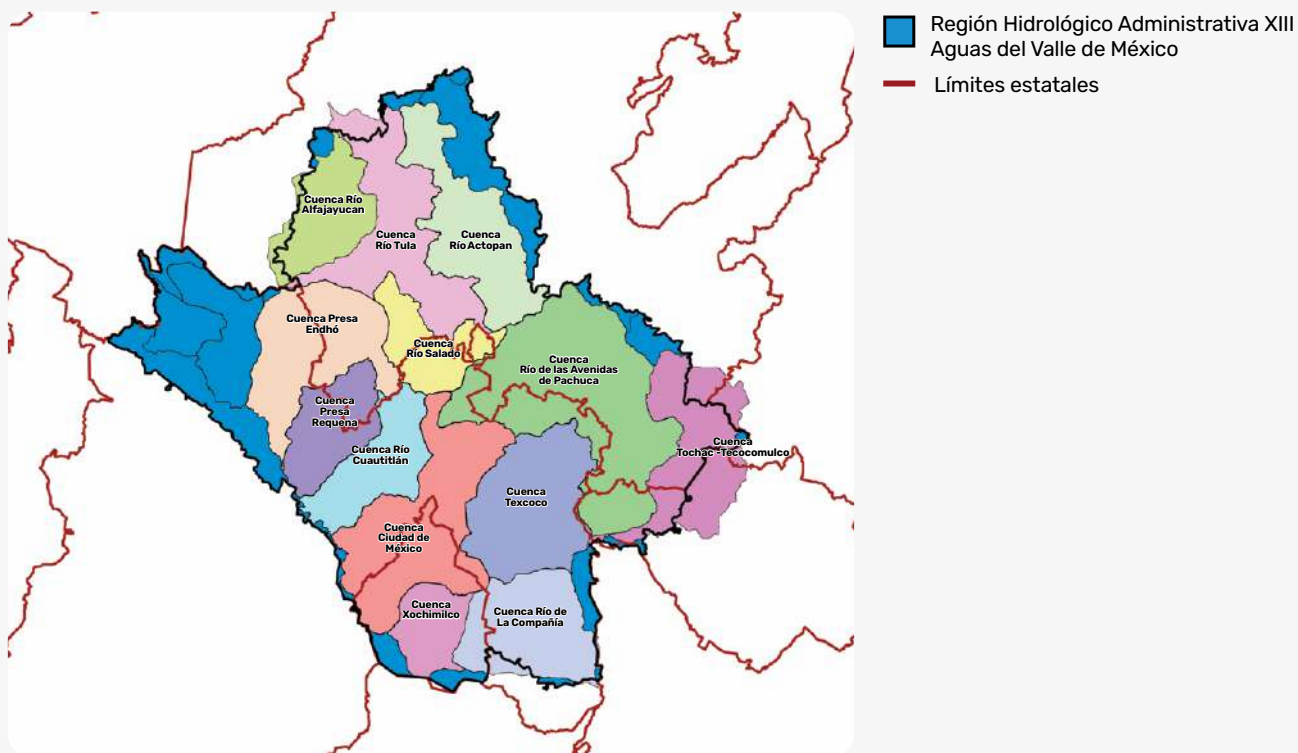 Región Hidrológico Administrativa XIII
Aguas del Valle de México
Límites estatales
Cuenca Río
Alfajayucan
Cuenca
Río Tula
Cuenca
Río Actopan
Cuenca Presa
Endhó
Cuenca
Río Salado
Cuenca
Río de las Avenidas
de Pachuca
Cuenca
Presa
Requena
Cuenca Río
Cuautitlán
Cuenca
Tochac -Tecocomulco
Cuenca
Texcoco
Cuenca
Ciudad de
México
Cuenca
Xochimilco
Cuenca Río de
La Compañía